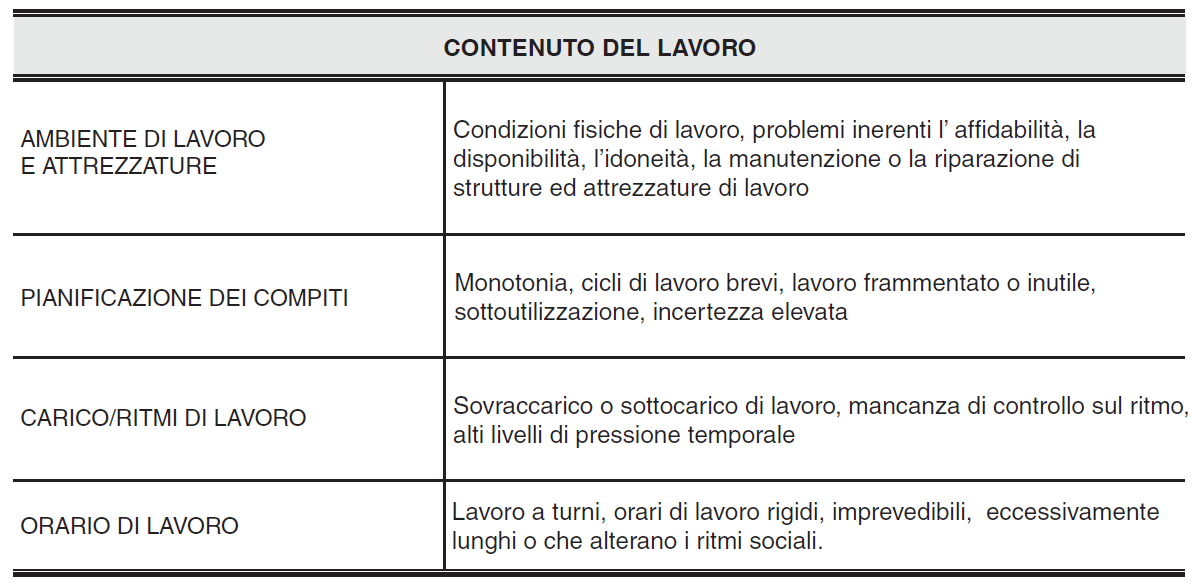 CONTENUTO DEL LAVORO
AMBIENTE DI LAVORO
E ATTREZZATURE
Condizioni fisiche di lavoro, problemi inerenti l’ affidabilità, la
disponibilità, l’idoneità, la manutenzione o la riparazione di
strutture ed attrezzature di lavoro
PIANIFICAZIONE DEI COMPITI
Monotonia, cicli di lavoro brevi, lavoro frammentato o inutile,
sottoutilizzazione, incertezza elevata
CARICO/RITMI DI LAVORO
Sovraccarico o sottocarico di lavoro, mancanza di controllo sul ritmo,
alti livelli di pressione temporale
ORARIO DI LAVORO
Lavoro a turni, orari di lavoro rigidi, imprevedibili,  eccessivamente
lunghi o che alterano i ritmi sociali.